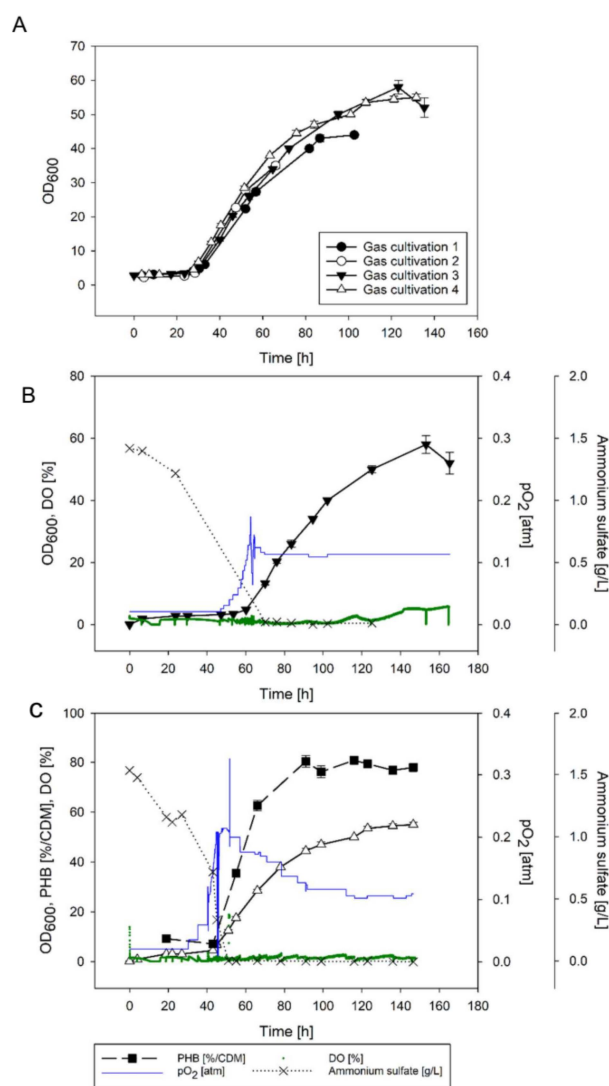 A
70
60
50
40
30
20
10
0
OD600
Gas cultivation 1
Gas cultivation 2
Gas cultivation 3
Gas cultivation 4
0 20 40 60 80 100 120 140 160
Time [h]
B
80
60
40
20
0
OD600, DO [%]
0.4
0.3
0.2
0.1
0.0
pO2 [atm]
2.0
1.5
1.0
0.5
0.0
Ammonium sulfate [g/L]
0 20 40 60 80 100 120 140 160 180
Time [h]
C
100
80
60
40
20
0
OD600, PHB [%/CDM], DO [%]
0.4
0.3
0.2
0.1
0.0
pO2 [atm]
2.0
1.5
1.0
0.5
0.0
Ammonium sulfate [g/L]
0 20 40 60 80 100 120 140 160 180
Time [h]
PHB [%/CDM] DO [%]
pO2 [atm] Ammonium sulfate [g/L]